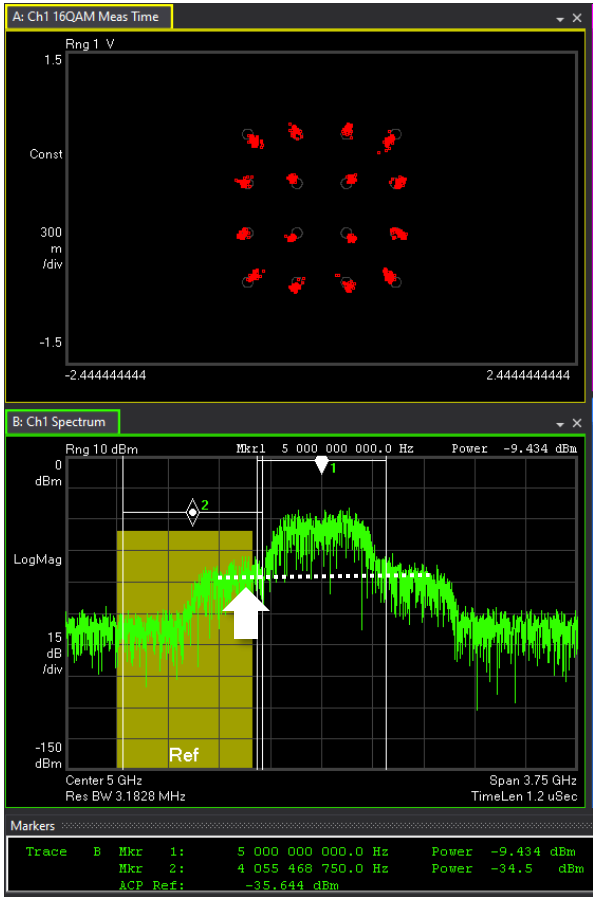 A: Ch1 16QAM Meas Time
Rng 1 V
1.5
Const
300
m
/div
-1.5
-2.444444444
2.4444444444
B: Ch1 Spectrum
Rng 10 dBm
Mkr1 5 000 000 000.0 Hz Power -9.434 dBm
0
dBm
1
2
LogMag
15
dB
/div
-150
dBm
Ref
Center 5 GHz
Span 3.75 GHz
Res BW 3.1828 MHz
TimeLen 1.2 uSec
Markers
Trace B Mkr 1: 5 000 000 000.0 Hz Power -9.434 dBm
Mkr 2: 4 055 468 750.0 Hz Power -34.5 dBm
ACP Ref: -35.644 dBm